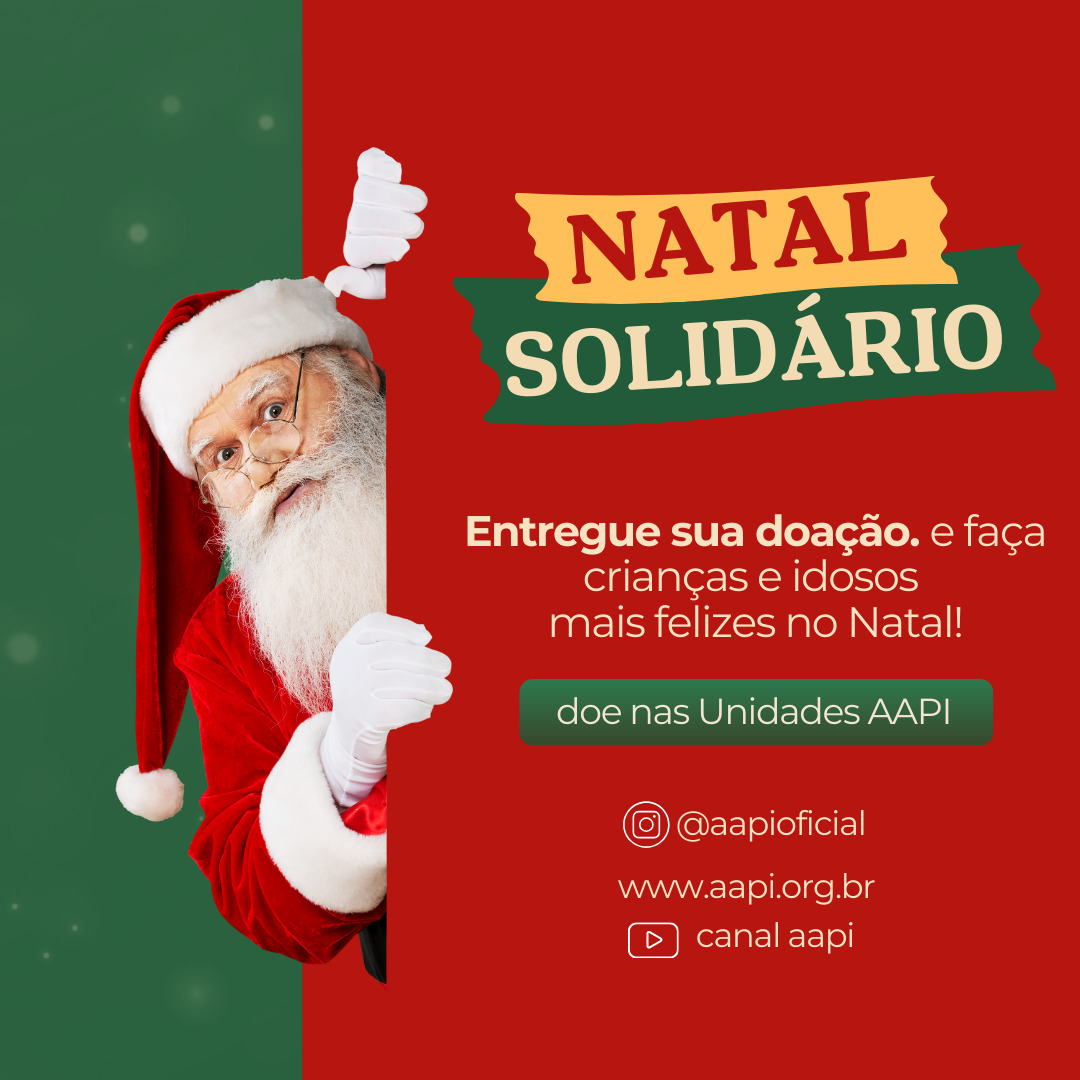 NATAL
SOLIDÁRIO
Entregue sua doação. e faça
crianças e idosos
mais felizes no Natal!
doe nas Unidades AAPI
@aapioficial
www.aapi.org.br
canal aapi